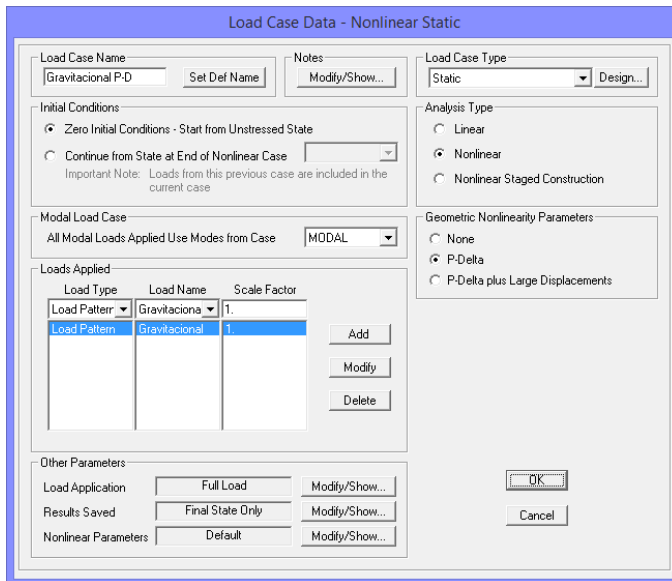 Load Case Data - Nonlinear Static
Load Case Name
Gravitacional P-D
Set Def Name
Notes
Modify/Show...
Load Case Type
Static
Design...
Initial Conditions
Zero Initial Conditions - Start from Unstressed State
Continue from State at End of Nonlinear Case
Important Note: Loads from this previous case are included in the
current case
Analysis Type
Linear
Nonlinear
Nonlinear Staged Construction
Modal Load Case
All Modal Loads Applied Use Modes from Case
MODAL
Geometric Nonlinearity Parameters
None
P-Delta
P-Delta plus Large Displacements
Loads Applied
Load Type Load Name Scale Factor
Load Pattern Gravitaciona 1.
Load Pattern Gravitacional 1.
Add
Modify
Delete
Other Parameters
Load Application Full Load Modify/Show...
Results Saved Final State Only Modify/Show...
Nonlinear Parameters Default Modify/Show...
OK
Cancel